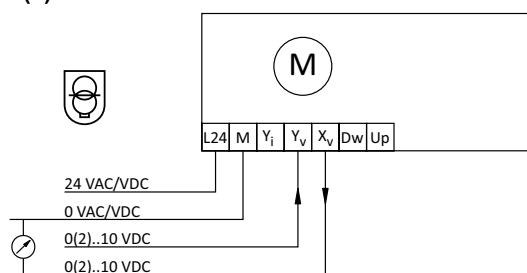 M
L24 M Yi Yv Xv Dw Up
24 VAC/VDC
0 VAC/VDC
0(2)..10 VDC
0(2)..10 VDC